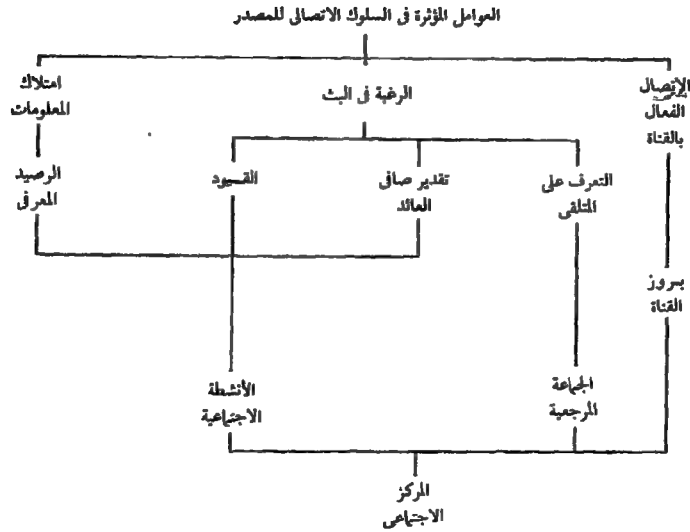 العوامل المؤثرة فى السلوك الاتصالى للمصدر
الإتصال
الفعال
بالقناة
الرغبة فى البث
امتلاك
المعلومات
التعرف على
المتلقى
تقدير صافى
العائد
القيود
الرصيد
المعرفى
بروز
القناة
الجماعة
المرجعية
الأنشطة
الاجتماعية
المركز
الاجتماعى